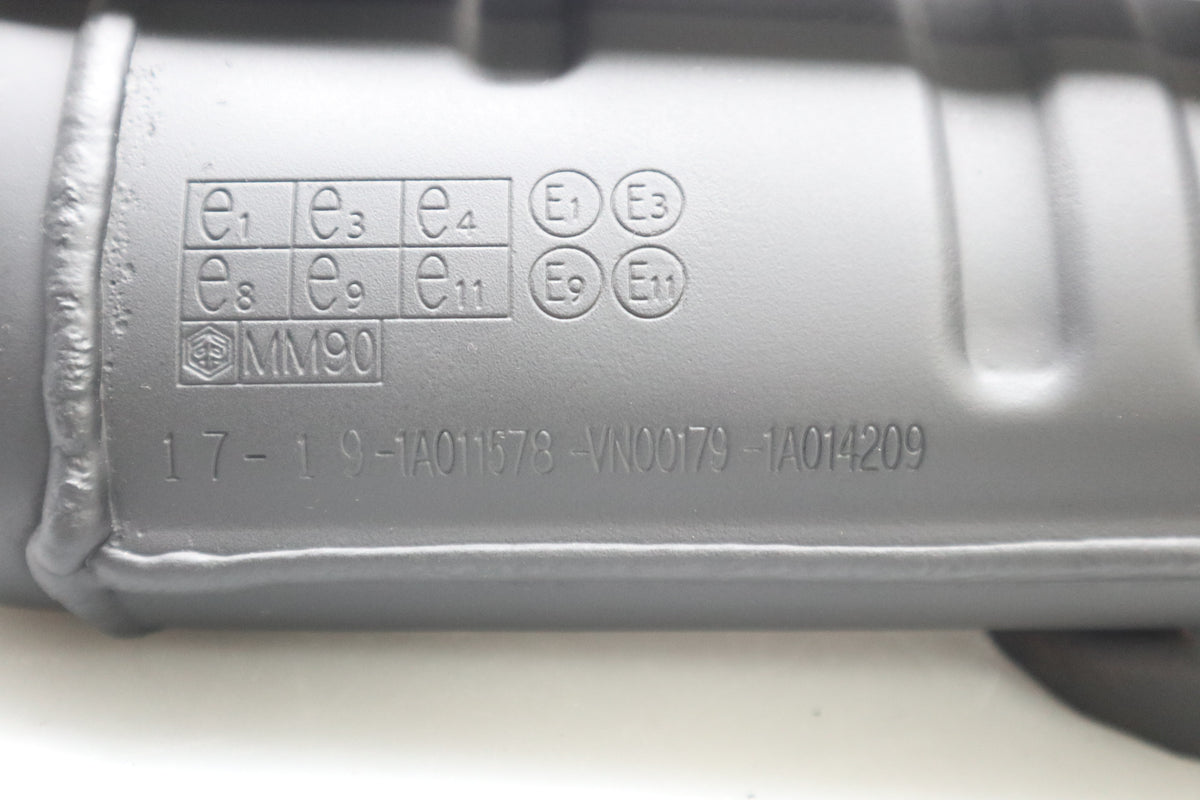 e1 e3 e4 E1 E3
e8 e9 e11 E9 E11
MM90
17-19-1A011578-VN00179-1A014209